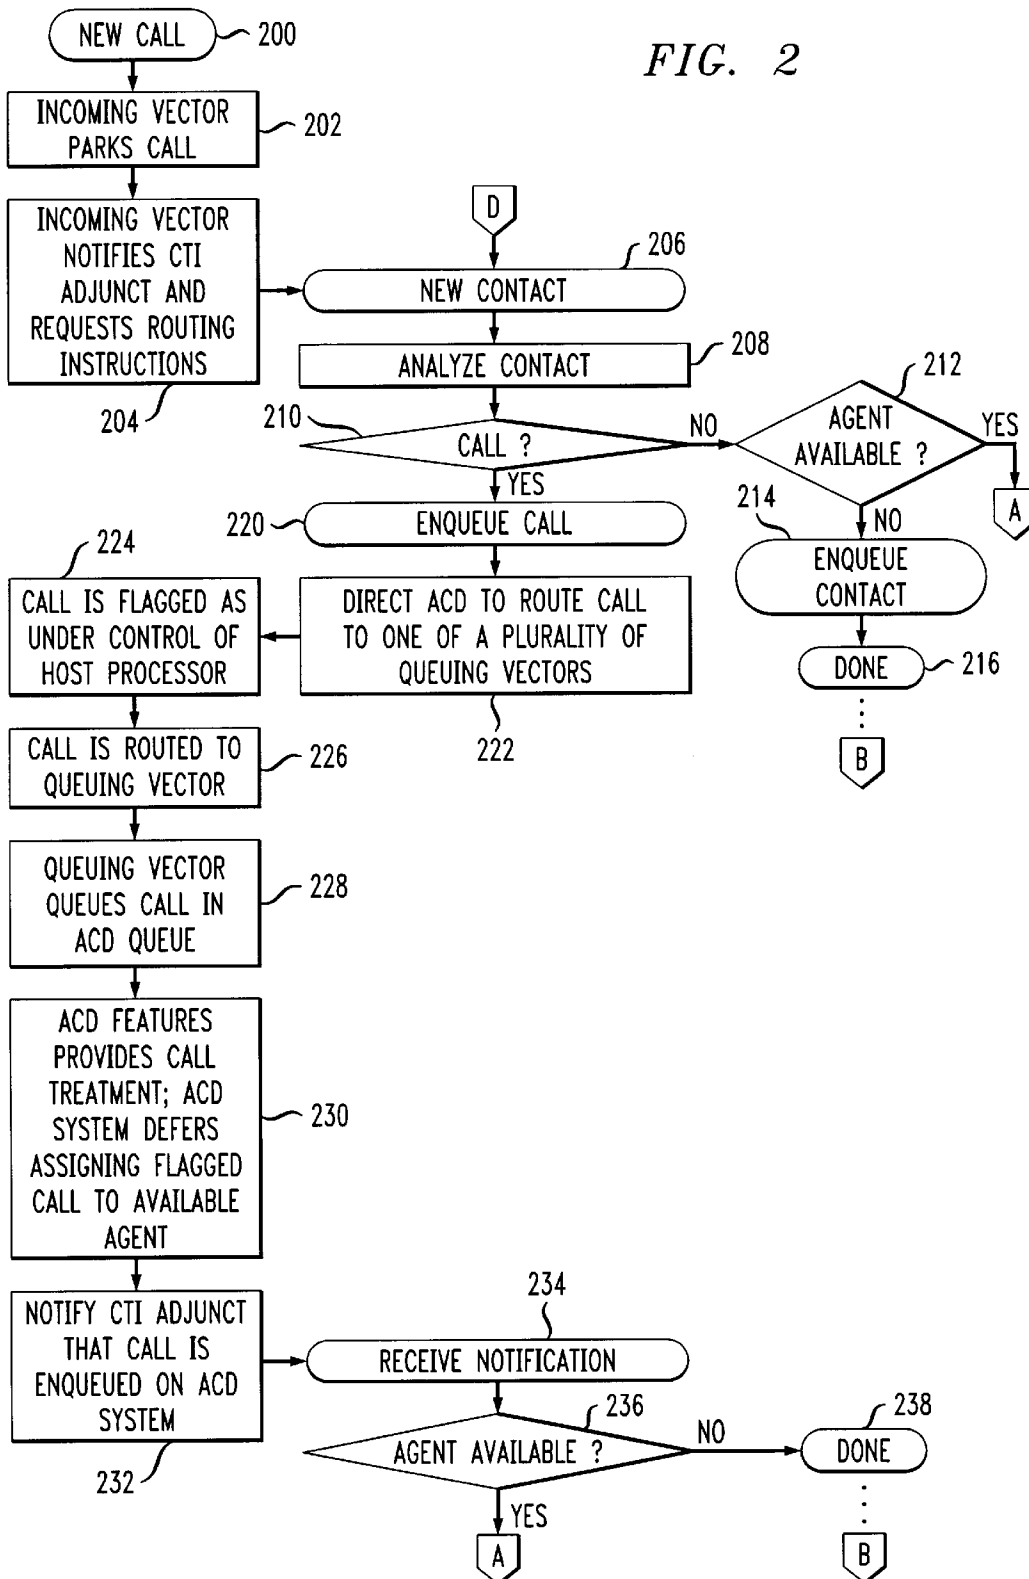 FIG. 2
NEW CALL
200
INCOMING VECTOR
PARKS CALL
202
INCOMING VECTOR
NOTIFIES CTI
ADJUNCT AND
REQUESTS ROUTING
INSTRUCTIONS
204
D
206
NEW CONTACT
ANALYZE CONTACT
208
210
CALL ?
NO
YES
212
AGENT
AVAILABLE ?
YES
A
NO
214
ENQUEUE
CONTACT
DONE
216
B
220
ENQUEUE CALL
DIRECT ACD TO ROUTE CALL
TO ONE OF A PLURALITY OF
QUEUING VECTORS
222
224
CALL IS FLAGGED AS
UNDER CONTROL OF
HOST PROCESSOR
CALL IS ROUTED TO
QUEUING VECTOR
226
QUEUING VECTOR
QUEUES CALL IN
ACD QUEUE
228
ACD FEATURES
PROVIDES CALL
TREATMENT; ACD
SYSTEM DEFERS
ASSIGNING FLAGGED
CALL TO AVAILABLE
AGENT
230
NOTIFY CTI ADJUNCT
THAT CALL IS
ENQUEUED ON ACD
SYSTEM
232
234
RECEIVE NOTIFICATION
236
AGENT AVAILABLE ?
NO
238
DONE
B
YES
A